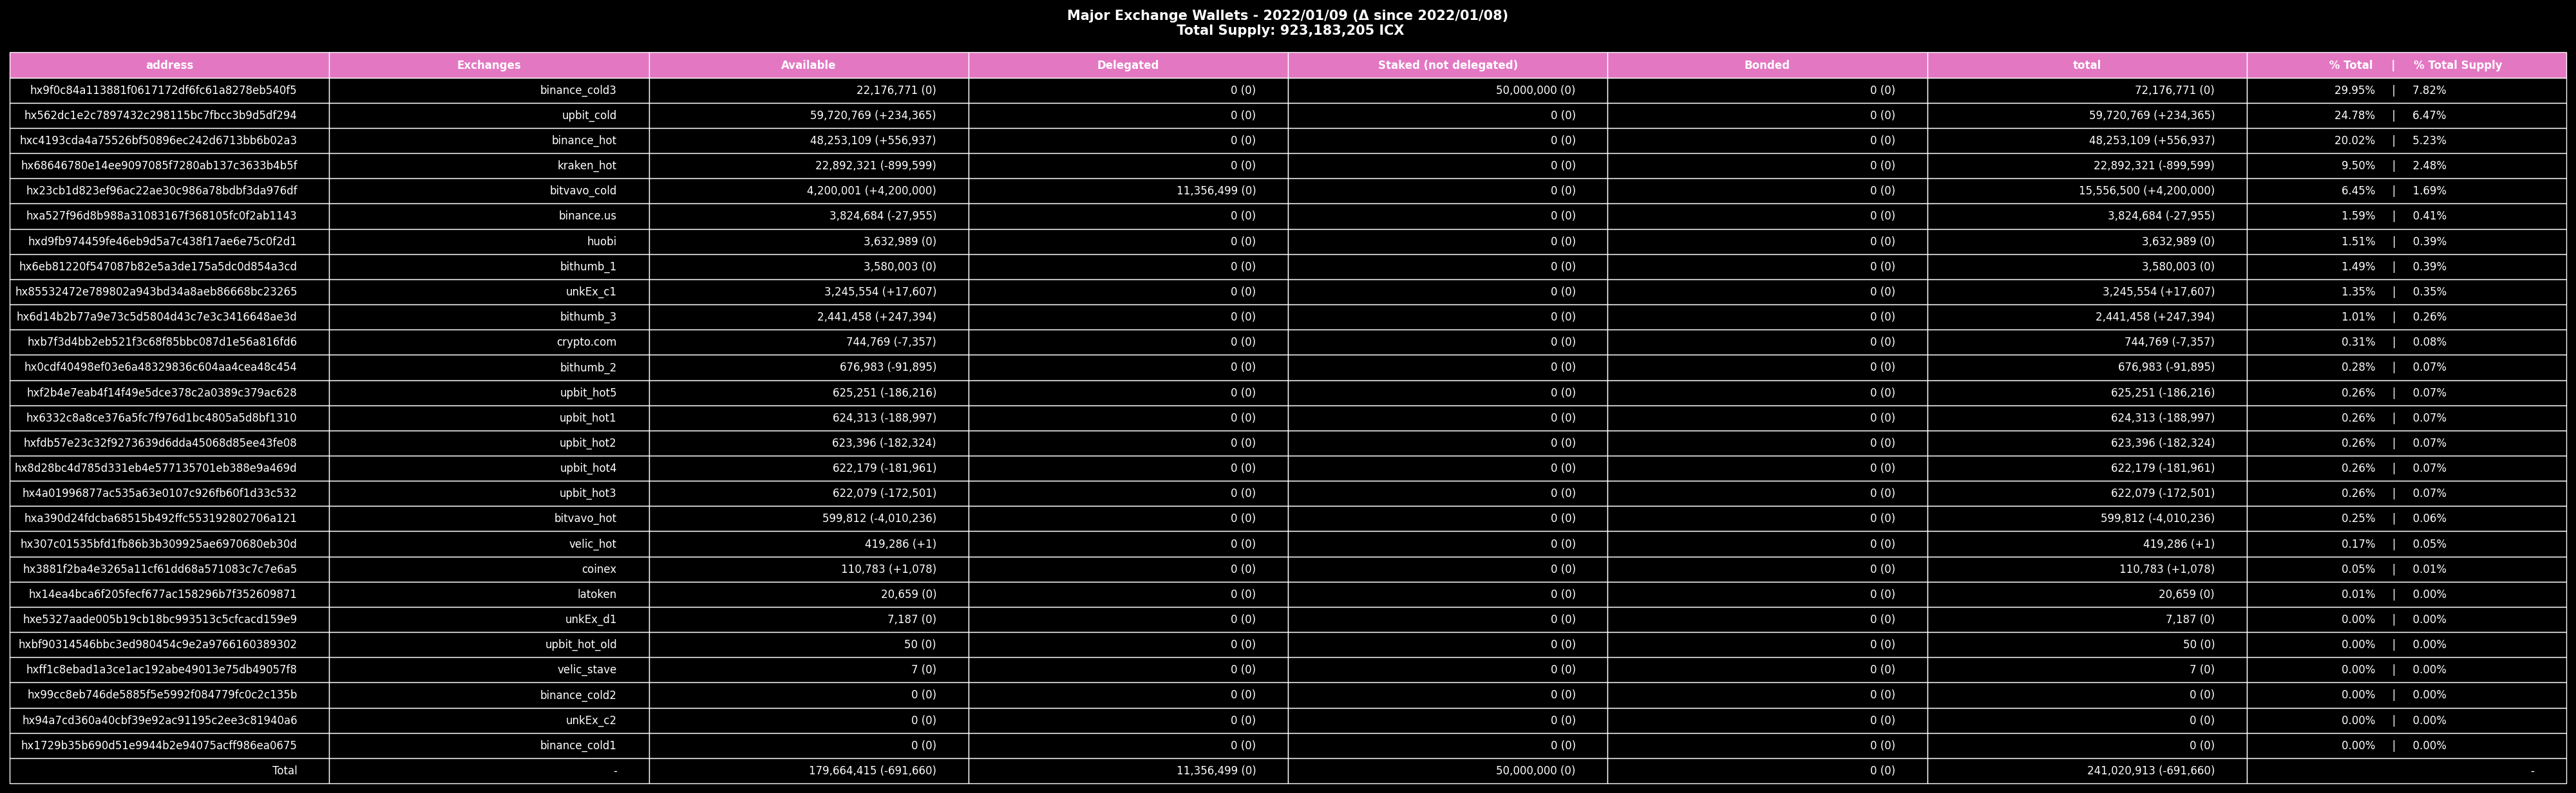 Major Exchange Wallets - 2022/01/09 (Δ since 2022/01/08)
Total Supply: 923,183,205 ICX
address Exchanges Available Delegated Staked (not delegated) Bonded total % Total | % Total Supply
hx9f0c84a113881f0617172df6fc61a8278eb540f5 binance_cold3 22,176,771 (0) 0 (0) 50,000,000 (0) 0 (0) 72,176,771 (0) 29.95% | 7.82%
hx562dc1e2c7897432c298115bc7fbcc3b9d5df294 upbit_cold 59,720,769 (+234,365) 0 (0) 0 (0) 0 (0) 59,720,769 (+234,365) 24.78% | 6.47%
hxc4193cda4a75526bf50896ec242d6713bb6b02a3 binance_hot 48,253,109 (+556,937) 0 (0) 0 (0) 0 (0) 48,253,109 (+556,937) 20.02% | 5.23%
hx68646780e14ee9097085f7280ab137c3633b4b5f kraken_hot 22,892,321 (-899,599) 0 (0) 0 (0) 0 (0) 22,892,321 (-899,599) 9.50% | 2.48%
hx23cb1d823ef96ac22ae30c986a78bdbf3da976df bitvavo_cold 4,200,001 (+4,200,000) 11,356,499 (0) 0 (0) 0 (0) 15,556,500 (+4,200,000) 6.45% | 1.69%
hxa527f96d8b988a31083167f368105fc0f2ab1143 binance.us 3,824,684 (-27,955) 0 (0) 0 (0) 0 (0) 3,824,684 (-27,955) 1.59% | 0.41%
hxd9fb974459fe46eb9d5a7c438f17ae6e75c0f2d1 huobi 3,632,989 (0) 0 (0) 0 (0) 0 (0) 3,632,989 (0) 1.51% | 0.39%
hx6eb81220f547087b82e5a3de175a5dc0d854a3cd bithumb_1 3,580,003 (0) 0 (0) 0 (0) 0 (0) 3,580,003 (0) 1.49% | 0.39%
hx85532472e789802a943bd34a8aeb86668bc23265 unkEx_c1 3,245,554 (+17,607) 0 (0) 0 (0) 0 (0) 3,245,554 (+17,607) 1.35% | 0.35%
hx6d14b2b77a9e73c5d5804d43c7e3c3416648ae3d bithumb_3 2,441,458 (+247,394) 0 (0) 0 (0) 0 (0) 2,441,458 (+247,394) 1.01% | 0.26%
hxb7f3d4bb2eb521f3c68f85bbc087d1e56a816fd6 crypto.com 744,769 (-7,357) 0 (0) 0 (0) 0 (0) 744,769 (-7,357) 0.31% | 0.08%
hx0cdf40498ef03e6a48329836c604aa4cea48c454 bithumb_2 676,983 (-91,895) 0 (0) 0 (0) 0 (0) 676,983 (-91,895) 0.28% | 0.07%
hxf2b4e7eab4f14f49e5dce378c2a0389c379ac628 upbit_hot5 625,251 (-186,216) 0 (0) 0 (0) 0 (0) 625,251 (-186,216) 0.26% | 0.07%
hx6332c8a8ce376a5fc7f976d1bc4805a5d8bf1310 upbit_hot1 624,313 (-188,997) 0 (0) 0 (0) 0 (0) 624,313 (-188,997) 0.26% | 0.07%
hxfdb57e23c32f9273639d6dda45068d85ee43fe08 upbit_hot2 623,396 (-182,324) 0 (0) 0 (0) 0 (0) 623,396 (-182,324) 0.26% | 0.07%
hx8d28bc4d785d331eb4e577135701eb388e9a469d upbit_hot4 622,179 (-181,961) 0 (0) 0 (0) 0 (0) 622,179 (-181,961) 0.26% | 0.07%
hx4a01996877ac535a63e0107c926fb60f1d33c532 upbit_hot3 622,079 (-172,501) 0 (0) 0 (0) 0 (0) 622,079 (-172,501) 0.26% | 0.07%
hxa390d24fdcba68515b492ffc553192802706a121 bitvavo_hot 599,812 (-4,010,236) 0 (0) 0 (0) 0 (0) 599,812 (-4,010,236) 0.25% | 0.06%
hx307c01535bfd1fb86b3b309925ae6970680eb30d velic_hot 419,286 (+1) 0 (0) 0 (0) 0 (0) 419,286 (+1) 0.17% | 0.05%
hx3881f2ba4e3265a11cf61dd68a571083c7c7e6a5 coinex 110,783 (+1,078) 0 (0) 0 (0) 0 (0) 110,783 (+1,078) 0.05% | 0.01%
hx14ea4bca6f205fecf677ac158296b7f352609871 latoken 20,659 (0) 0 (0) 0 (0) 0 (0) 20,659 (0) 0.01% | 0.00%
hxe5327aade005b19cb18bc993513c5cfcacd159e9 unkEx_d1 7,187 (0) 0 (0) 0 (0) 0 (0) 7,187 (0) 0.00% | 0.00%
hxbf90314546bbc3ed980454c9e2a9766160389302 upbit_hot_old 50 (0) 0 (0) 0 (0) 0 (0) 50 (0) 0.00% | 0.00%
hxff1c8ebad1a3ce1ac192abe49013e75db49057f8 velic_stave 7 (0) 0 (0) 0 (0) 0 (0) 7 (0) 0.00% | 0.00%
hx99cc8eb746de5885f5e5992f084779fc0c2c135b binance_cold2 0 (0) 0 (0) 0 (0) 0 (0) 0 (0) 0.00% | 0.00%
hx94a7cd360a40cbf39e92ac91195c2ee3c81940a6 unkEx_c2 0 (0) 0 (0) 0 (0) 0 (0) 0 (0) 0.00% | 0.00%
hx1729b35b690d51e9944b2e94075acff986ea0675 binance_cold1 0 (0) 0 (0) 0 (0) 0 (0) 0 (0) 0.00% | 0.00%
Total - 179,664,415 (-691,660) 11,356,499 (0) 50,000,000 (0) 0 (0) 241,020,913 (-691,660) -